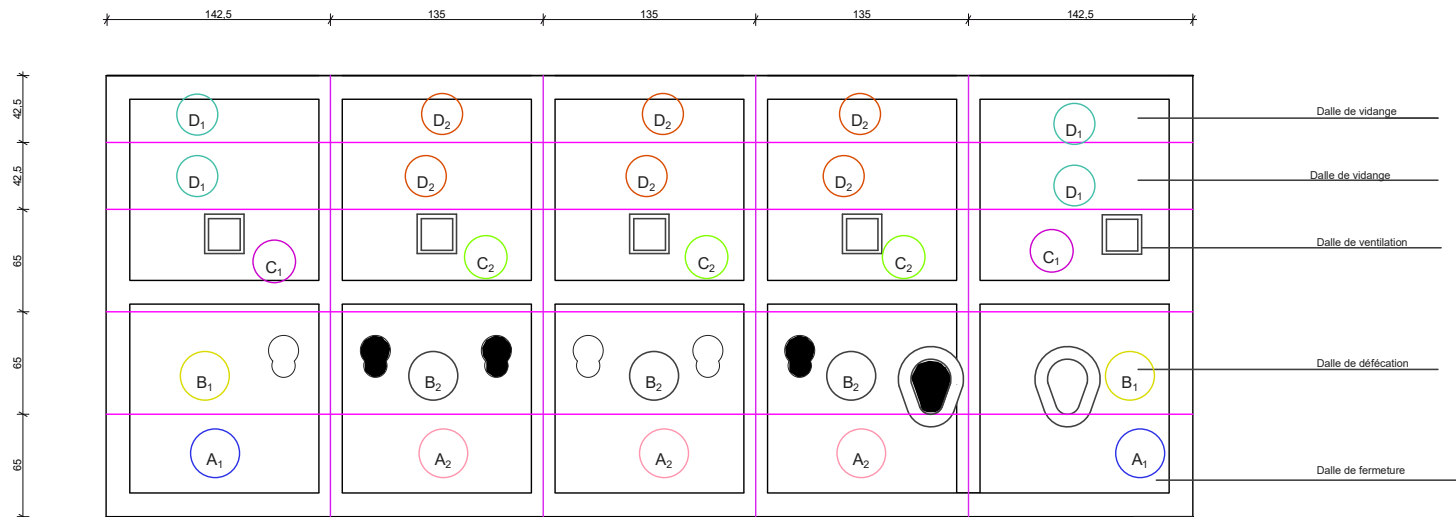 142,5 135 135 135 142,5
42,5
D₁ D₂ D₂ D₂ D₁ Dalle de vidange
42,5
D₁ D₂ D₂ D₂ D₁ Dalle de vidange
65
C₁ C₂ C₂ C₂ C₁ Dalle de ventilation
65
B₁ B₂ B₂ B₂ B₁ Dalle de défécation
65
A₁ A₂ A₂ A₂ A₁ Dalle de fermeture